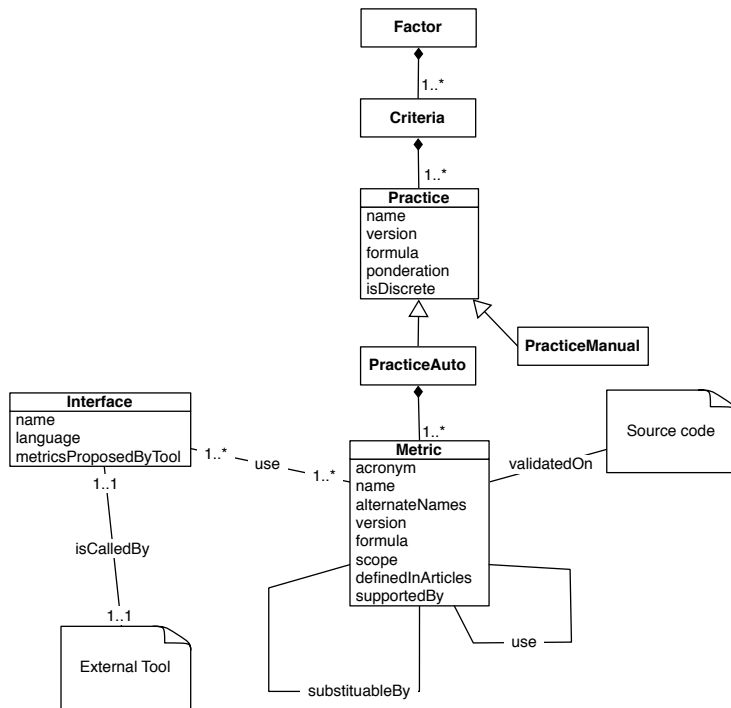 Factor
1..*
Criteria
1..*
Practice
name
version
formula
ponderation
isDiscrete
PracticeManual
PracticeAuto
1..*
Interface
name
language
metricsProposedByTool
1..*
use
1..*
Metric
acronym
name
alternateNames
version
formula
scope
definedInArticles
supportedBy
validatedOn
Source code
1..1
isCalledBy
1..1
External Tool
use
substituableBy